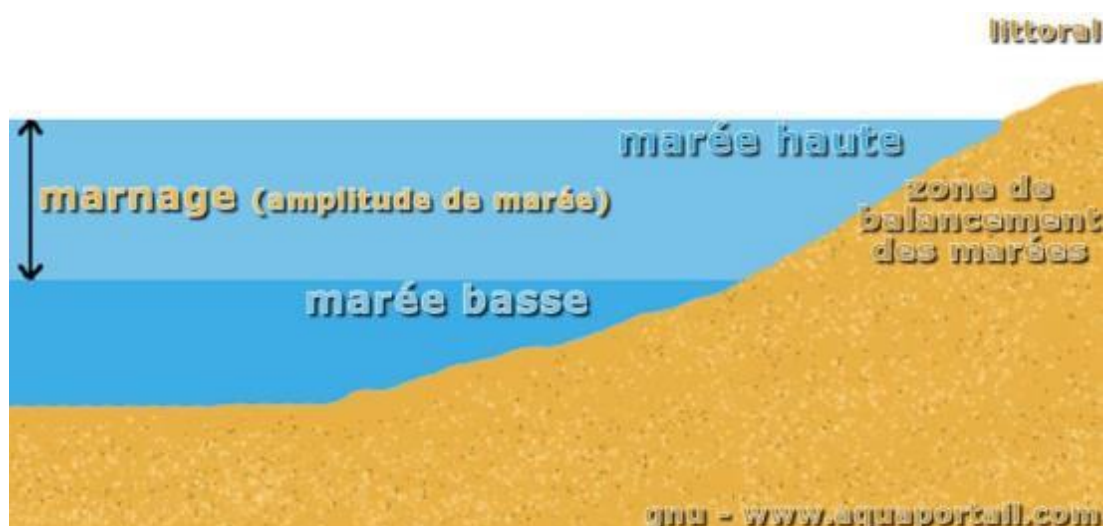 littoral
marée haute
marnage (amplitude de marée)
zone de
balancement
des marées
marée basse
gnu - www.aquaportail.com